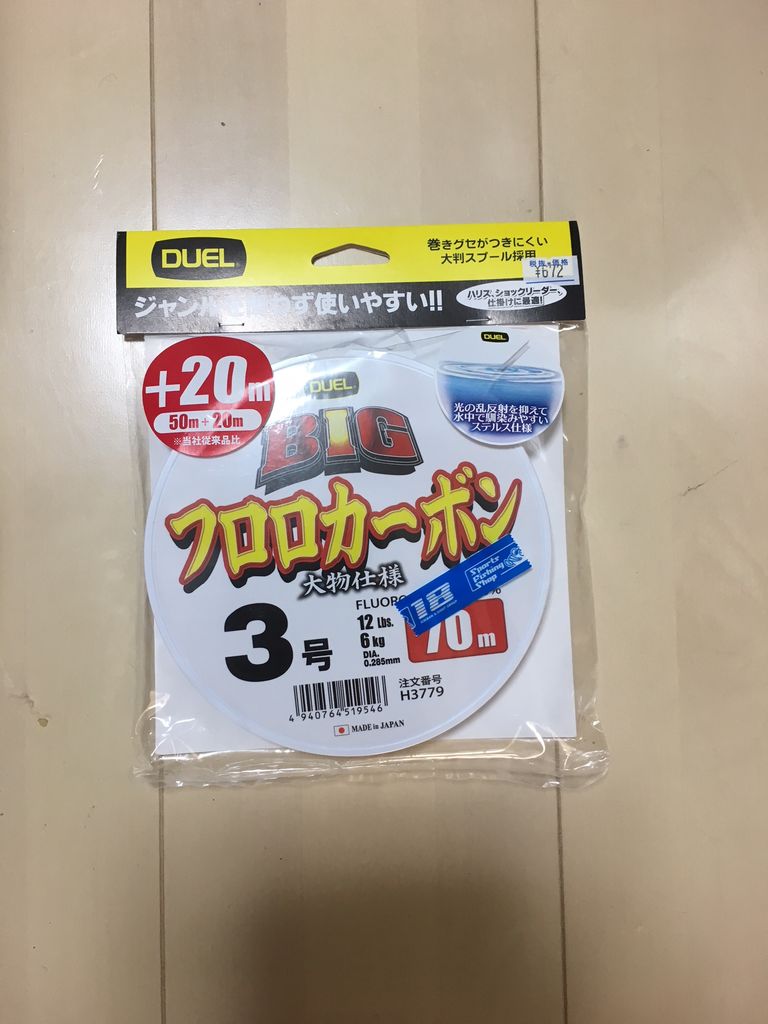 DUEL
巻きグセがつきにくい
大判スプール採用
税抜 価格
¥672
ジャンル ず使いやすい!!
ハリス、ショックリーダー、
仕掛けに最適!
+20m
50m+20m
※当社従来品比
DUEL
光の乱反射を抑えて
水中で馴染みやすい
ステルス仕様
DUEL
BIG
フロロカーボン
大物仕様
3号
12 Lbs.
6 kg
DIA.
0.285mm
70m
Sports
Fishing
Shop
注文番号
H3779
4 940764 519546
MADE in JAPAN